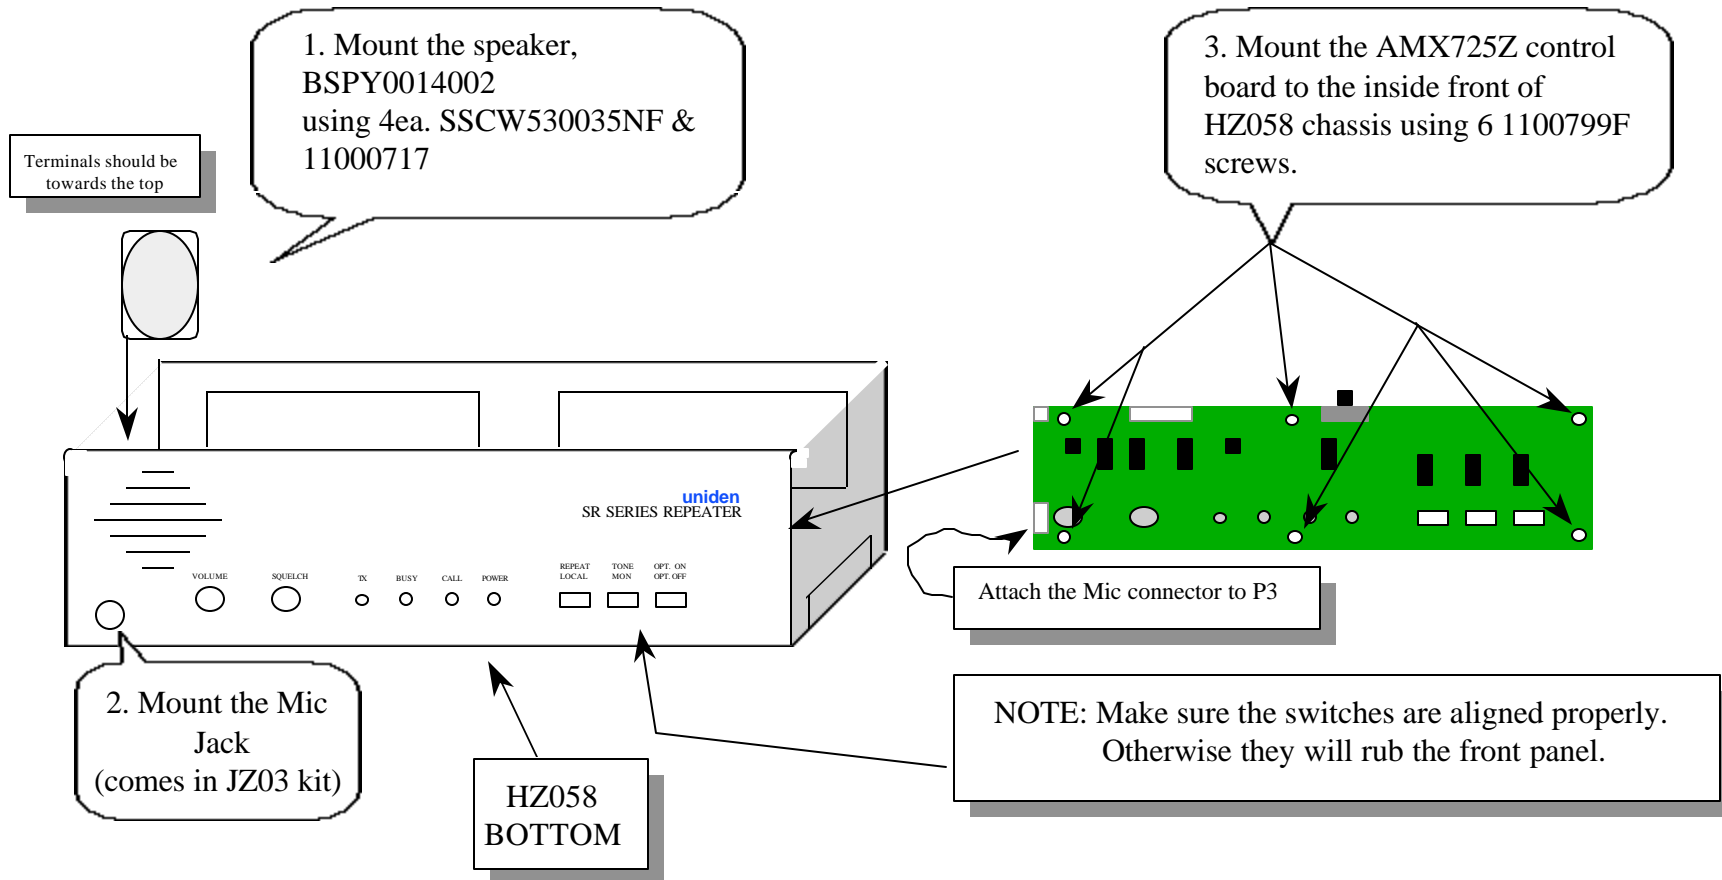 1. Mount the speaker,
BSPY0014002
using 4ea. SSCW530035NF &
11000717
3. Mount the AMX725Z control
board to the inside front of
HZ058 chassis using 6 1100799F
screws.
Terminals should be
towards the top
uniden
SR SERIES REPEATER
VOLUME
SQUELCH
TX
BUSY
CALL
POWER
REPEAT
LOCAL
TONE
MON
OPT. ON
OPT. OFF
Attach the Mic connector to P3
2. Mount the Mic
Jack
(comes in JZ03 kit)
NOTE: Make sure the switches are aligned properly.
Otherwise they will rub the front panel.
HZ058
BOTTOM